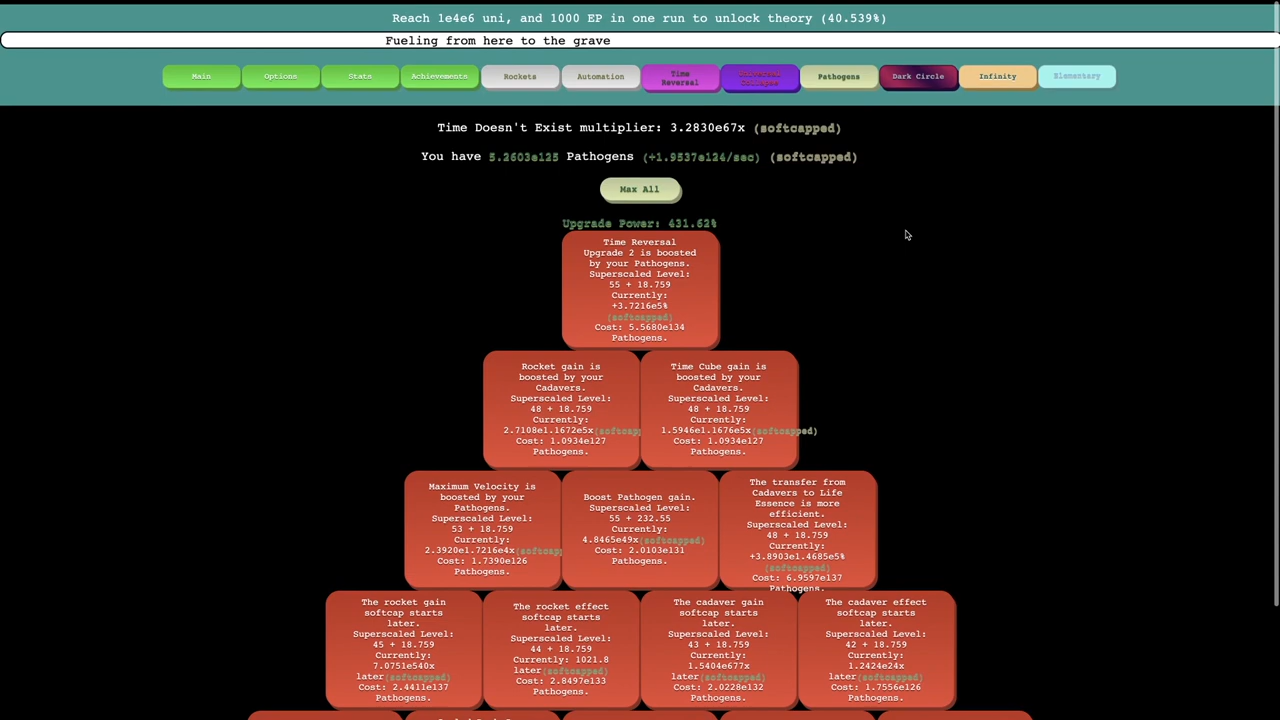 Reach 1e4e6 uni, and 1000 EP in one run to unlock theory (40.539%)
Fueling from here to the grave
Main Options Stats Achievements Rockets Automation Time Reversal Universal Collapse Pathogens Dark Circle Infinity Elementary
Time Doesn't Exist multiplier: 3.2830e67x (softcapped)
You have 5.2603e125 Pathogens (+1.9537e124/sec) (softcapped)
Max All
Upgrade Power: 431.62%
Time Reversal
Upgrade 2 is boosted
by your Pathogens.
Superscaled Level:
55 + 18.759
Currently:
+3.7216e5%
(softcapped)
Cost: 5.5680e134
Pathogens.
Rocket gain is
boosted by your
Cadavers.
Superscaled Level:
48 + 18.759
Currently:
2.7108e1.1672e5x(softcap
Cost: 1.0934e127
Pathogens.
Time Cube gain is
boosted by your
Cadavers.
Superscaled Level:
48 + 18.759
Currently:
1.5946e1.1676e5x(softcapped)
Cost: 1.0934e127
Pathogens.
Maximum Velocity is
boosted by your
Pathogens.
Superscaled Level:
53 + 18.759
Currently:
2.3920e1.7216e4x(softcap
Cost: 1.7390e126
Pathogens.
Boost Pathogen gain.
Superscaled Level:
55 + 232.55
Currently:
4.8465e49x(softcapped)
Cost: 2.0103e131
Pathogens.
The transfer from
Cadavers to Life
Essence is more
efficient.
Superscaled Level:
48 + 18.759
Currently:
+3.8903e1.4685e5%
(softcapped)
Cost: 6.9597e137
Pathogens.
The rocket gain
softcap starts
later.
Superscaled Level:
45 + 18.759
Currently:
7.0751e540x
later(softcapped)
Cost: 2.4411e137
Pathogens.
The rocket effect
softcap starts
later.
Superscaled Level:
44 + 18.759
Currently: 1021.8
later(softcapped)
Cost: 2.8497e133
Pathogens.
The cadaver gain
softcap starts
later.
Superscaled Level:
43 + 18.759
Currently:
1.5404e677x
later(softcapped)
Cost: 2.0228e132
Pathogens.
The cadaver effect
softcap starts
later.
Superscaled Level:
42 + 18.759
Currently:
1.2424e24x
later(softcapped)
Cost: 1.7556e126
Pathogens.